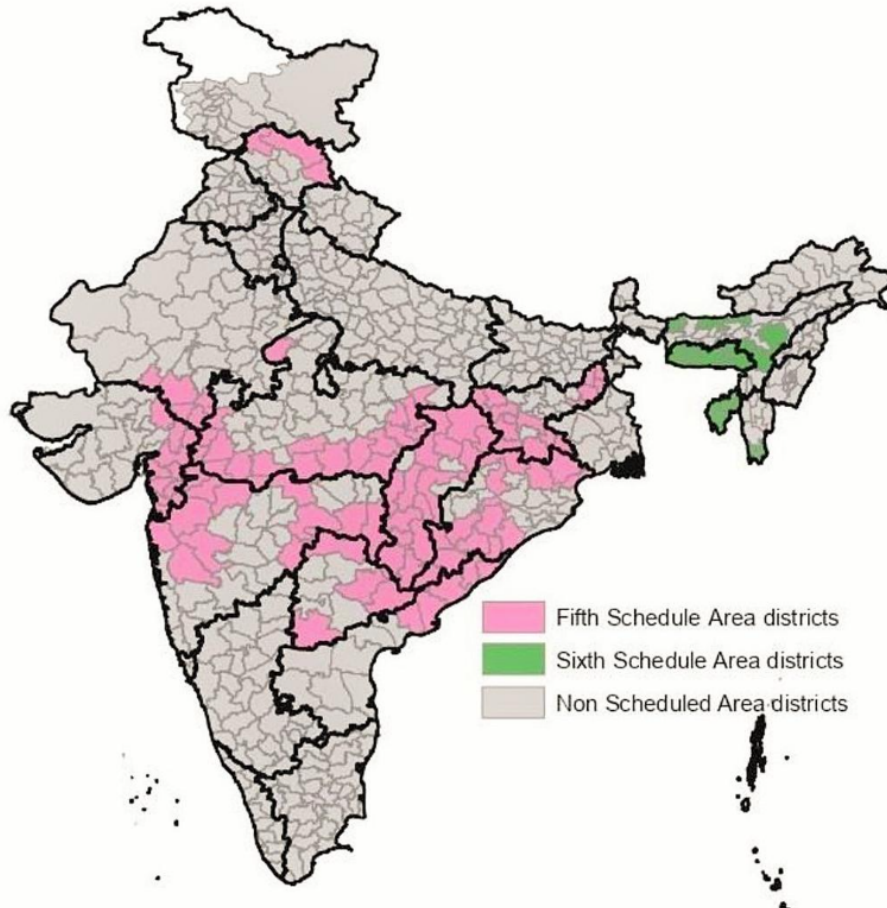 Fifth Schedule Area districts
Sixth Schedule Area districts
Non Scheduled Area districts